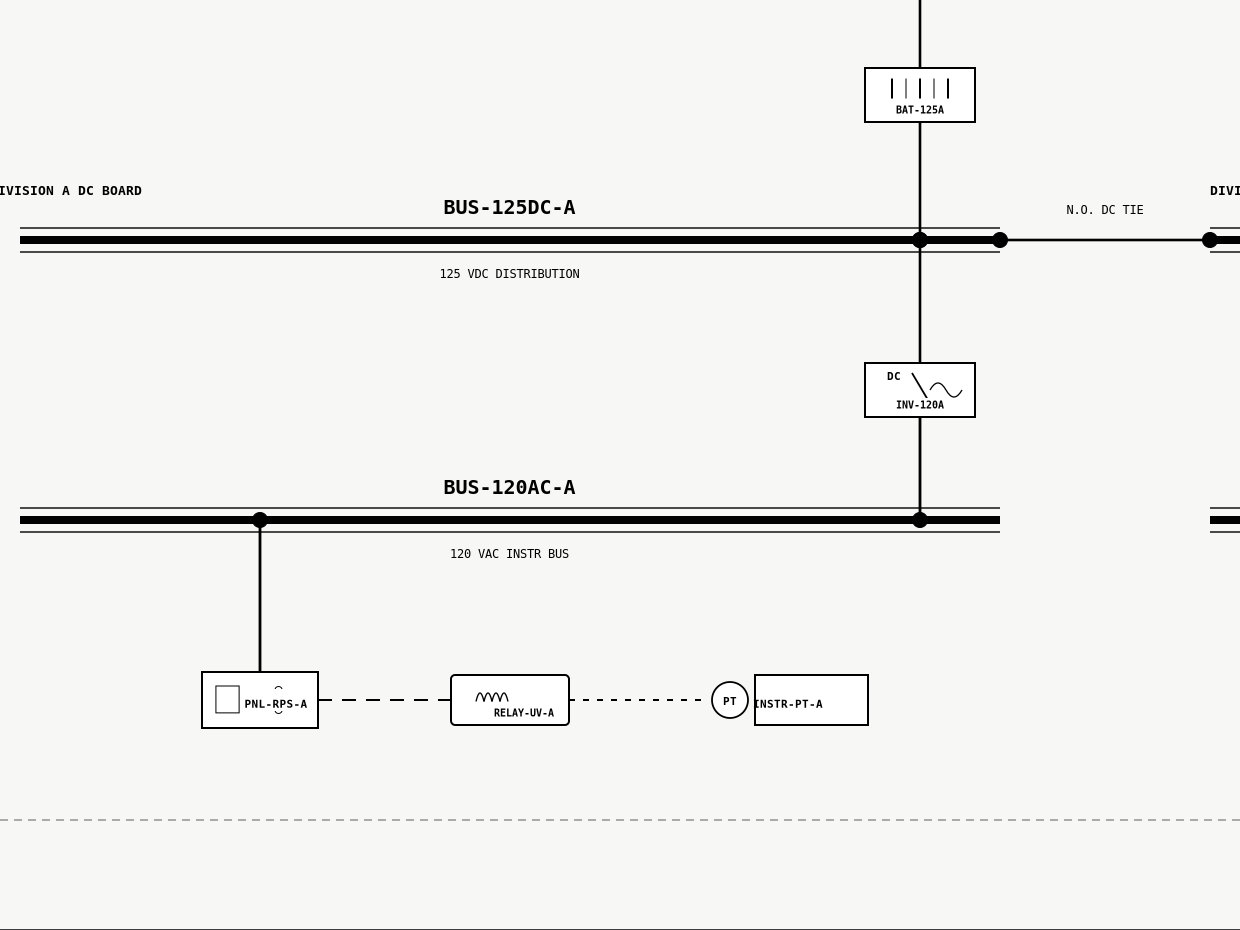 BAT-125A
IVISION A DC BOARD
DIVI
BUS-125DC-A
N.O. DC TIE
125 VDC DISTRIBUTION
DC
INV-120A
BUS-120AC-A
120 VAC INSTR BUS
PNL-RPS-A
RELAY-UV-A
PT
INSTR-PT-A